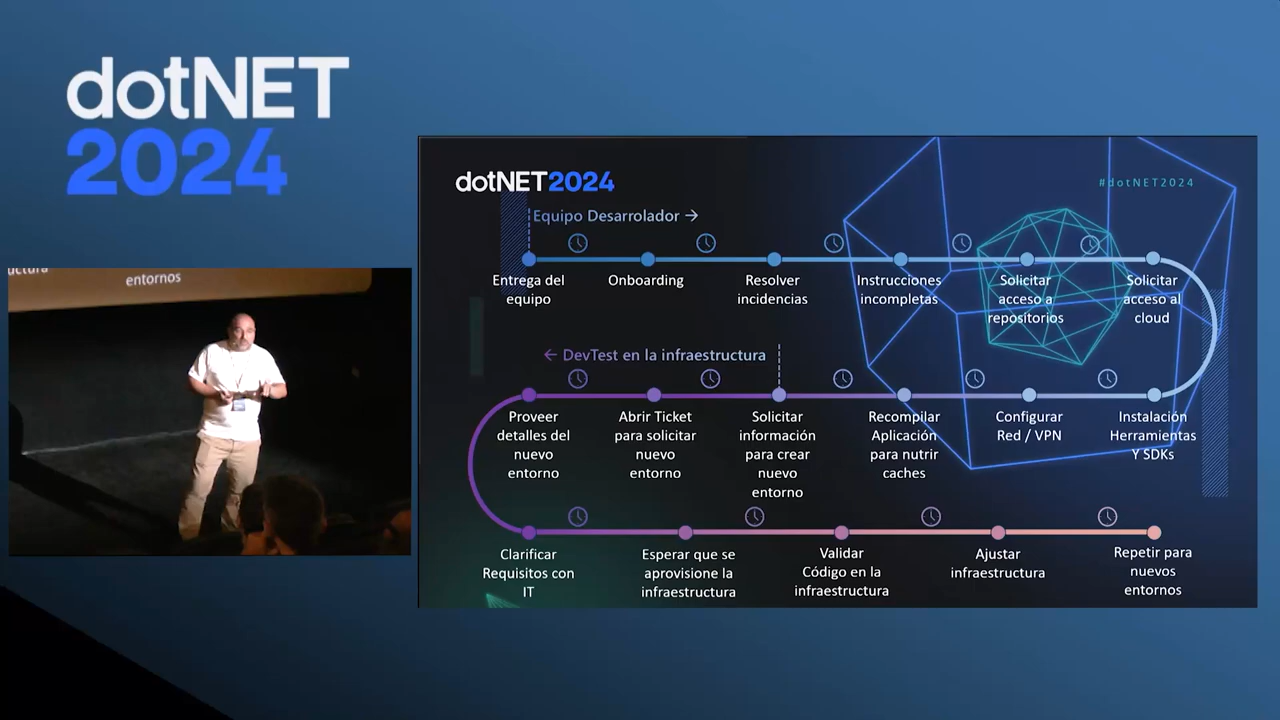 dotNET
2024
uctura
entornos
dotNET2024
#dotNET2024
Equipo Desarrolador →
Entrega del
equipo
Onboarding
Resolver
incidencias
Instrucciones
incompletas
Solicitar
acceso a
repositorios
Solicitar
acceso al
cloud
← DevTest en la infraestructura
Proveer
detalles del
nuevo
entorno
Abrir Ticket
para solicitar
nuevo
entorno
Solicitar
información
para crear
nuevo
entorno
Recompilar
Aplicación
para nutrir
caches
Configurar
Red / VPN
Instalación
Herramientas
Y SDKs
Clarificar
Requisitos con
IT
Esperar que se
aprovisione la
infraestructura
Validar
Código en la
infraestructura
Ajustar
infraestructura
Repetir para
nuevos
entornos